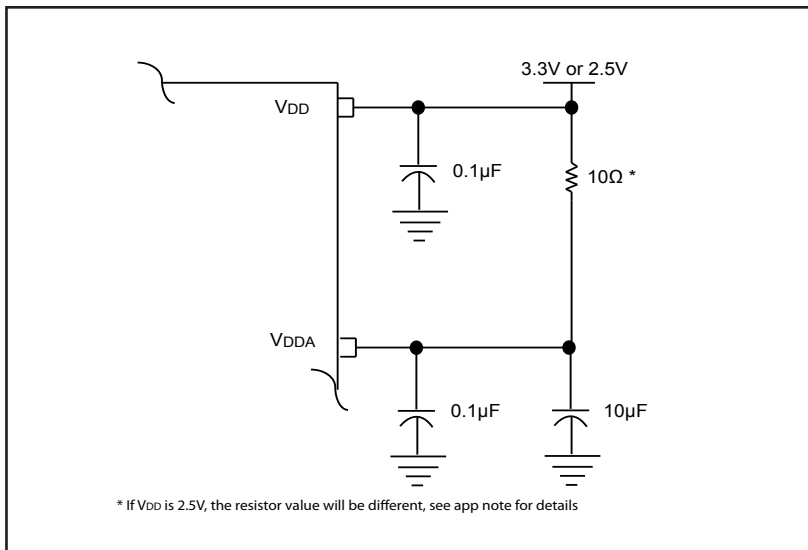 3.3V or 2.5V
VDD
0.1µF
10Ω *
VDDA
0.1µF
10µF
* If VDD is 2.5V, the resistor value will be different, see app note for details